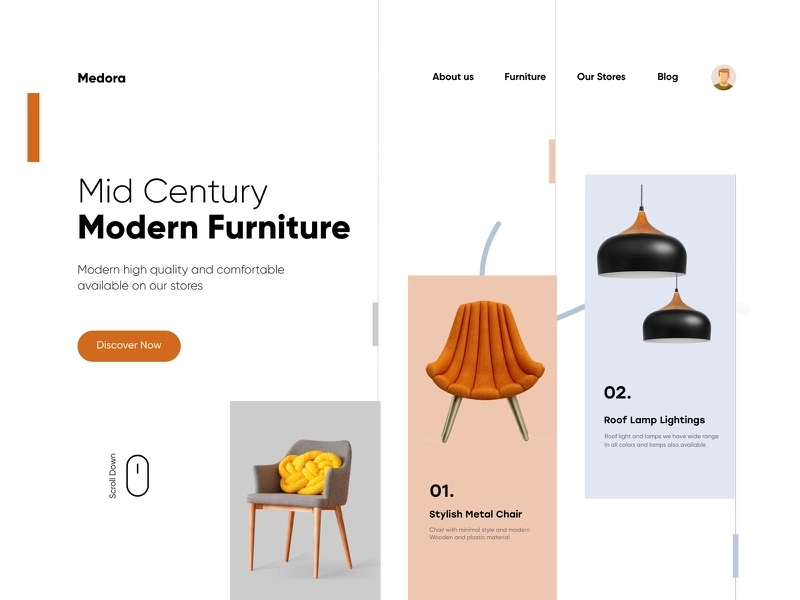 Medora
About us
Furniture
Our Stores
Blog
Mid Century
Modern Furniture
Modern high quality and comfortable
available on our stores
Discover Now
Scroll Down
01.
Stylish Metal Chair
Chair with minimal style and modern
Wooden and plastic material
02.
Roof Lamp Lightings
Roof light and lamps we have wide range
In all colors and lamps also available